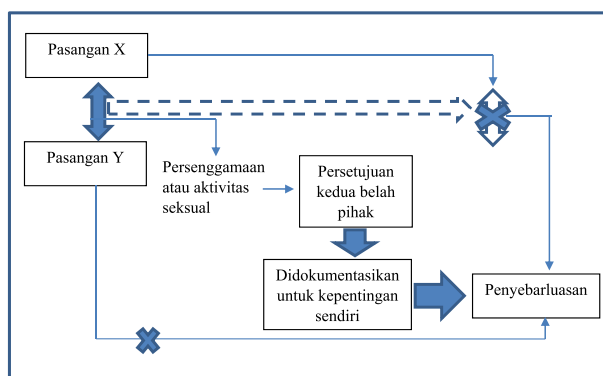 Pasangan X
Pasangan Y
Persenggamaan
atau aktivitas
seksual
Persetujuan
kedua belah
pihak
Didokumentasikan
untuk kepentingan
sendiri
Penyebarluasan